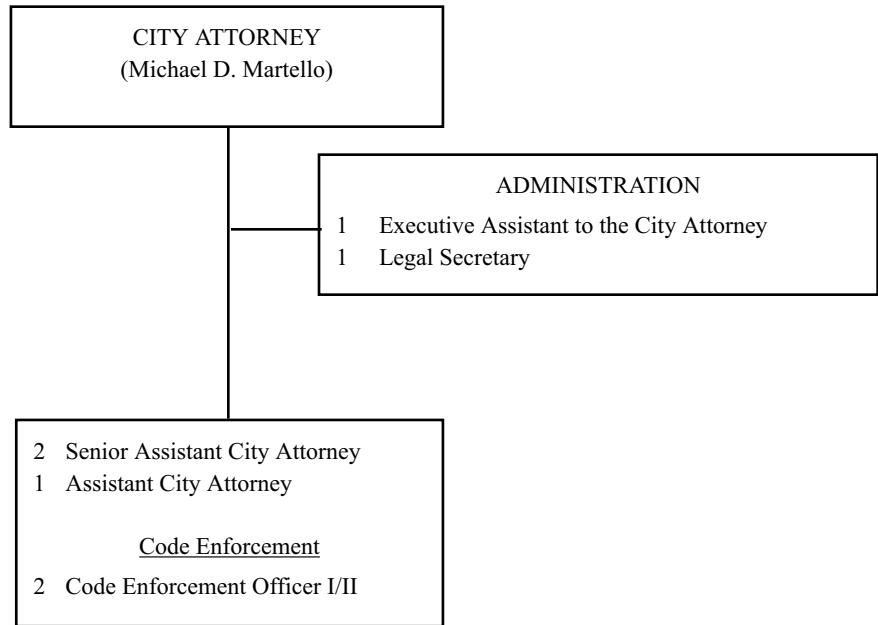 CITY ATTORNEY
(Michael D. Martello)
ADMINISTRATION
1 Executive Assistant to the City Attorney
1 Legal Secretary
2 Senior Assistant City Attorney
1 Assistant City Attorney
Code Enforcement
2 Code Enforcement Officer I/II